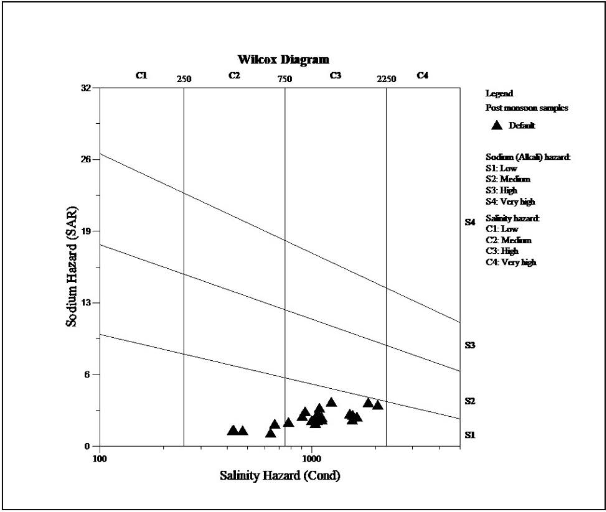 Wilcox Diagram
C1 250 C2 750 C3 2250 C4
32
26
19
13
6
0
100 1000
Sodium Hazard (SAR)
Salinity Hazard (Cond)
S4
S3
S2
S1
Legend
Post monsoon samples
Default
Sodium (Alkali) hazard:
S1: Low
S2: Medium
S3: High
S4: Very high
Salinity hazard:
C1: Low
C2: Medium
C3: High
C4: Very high